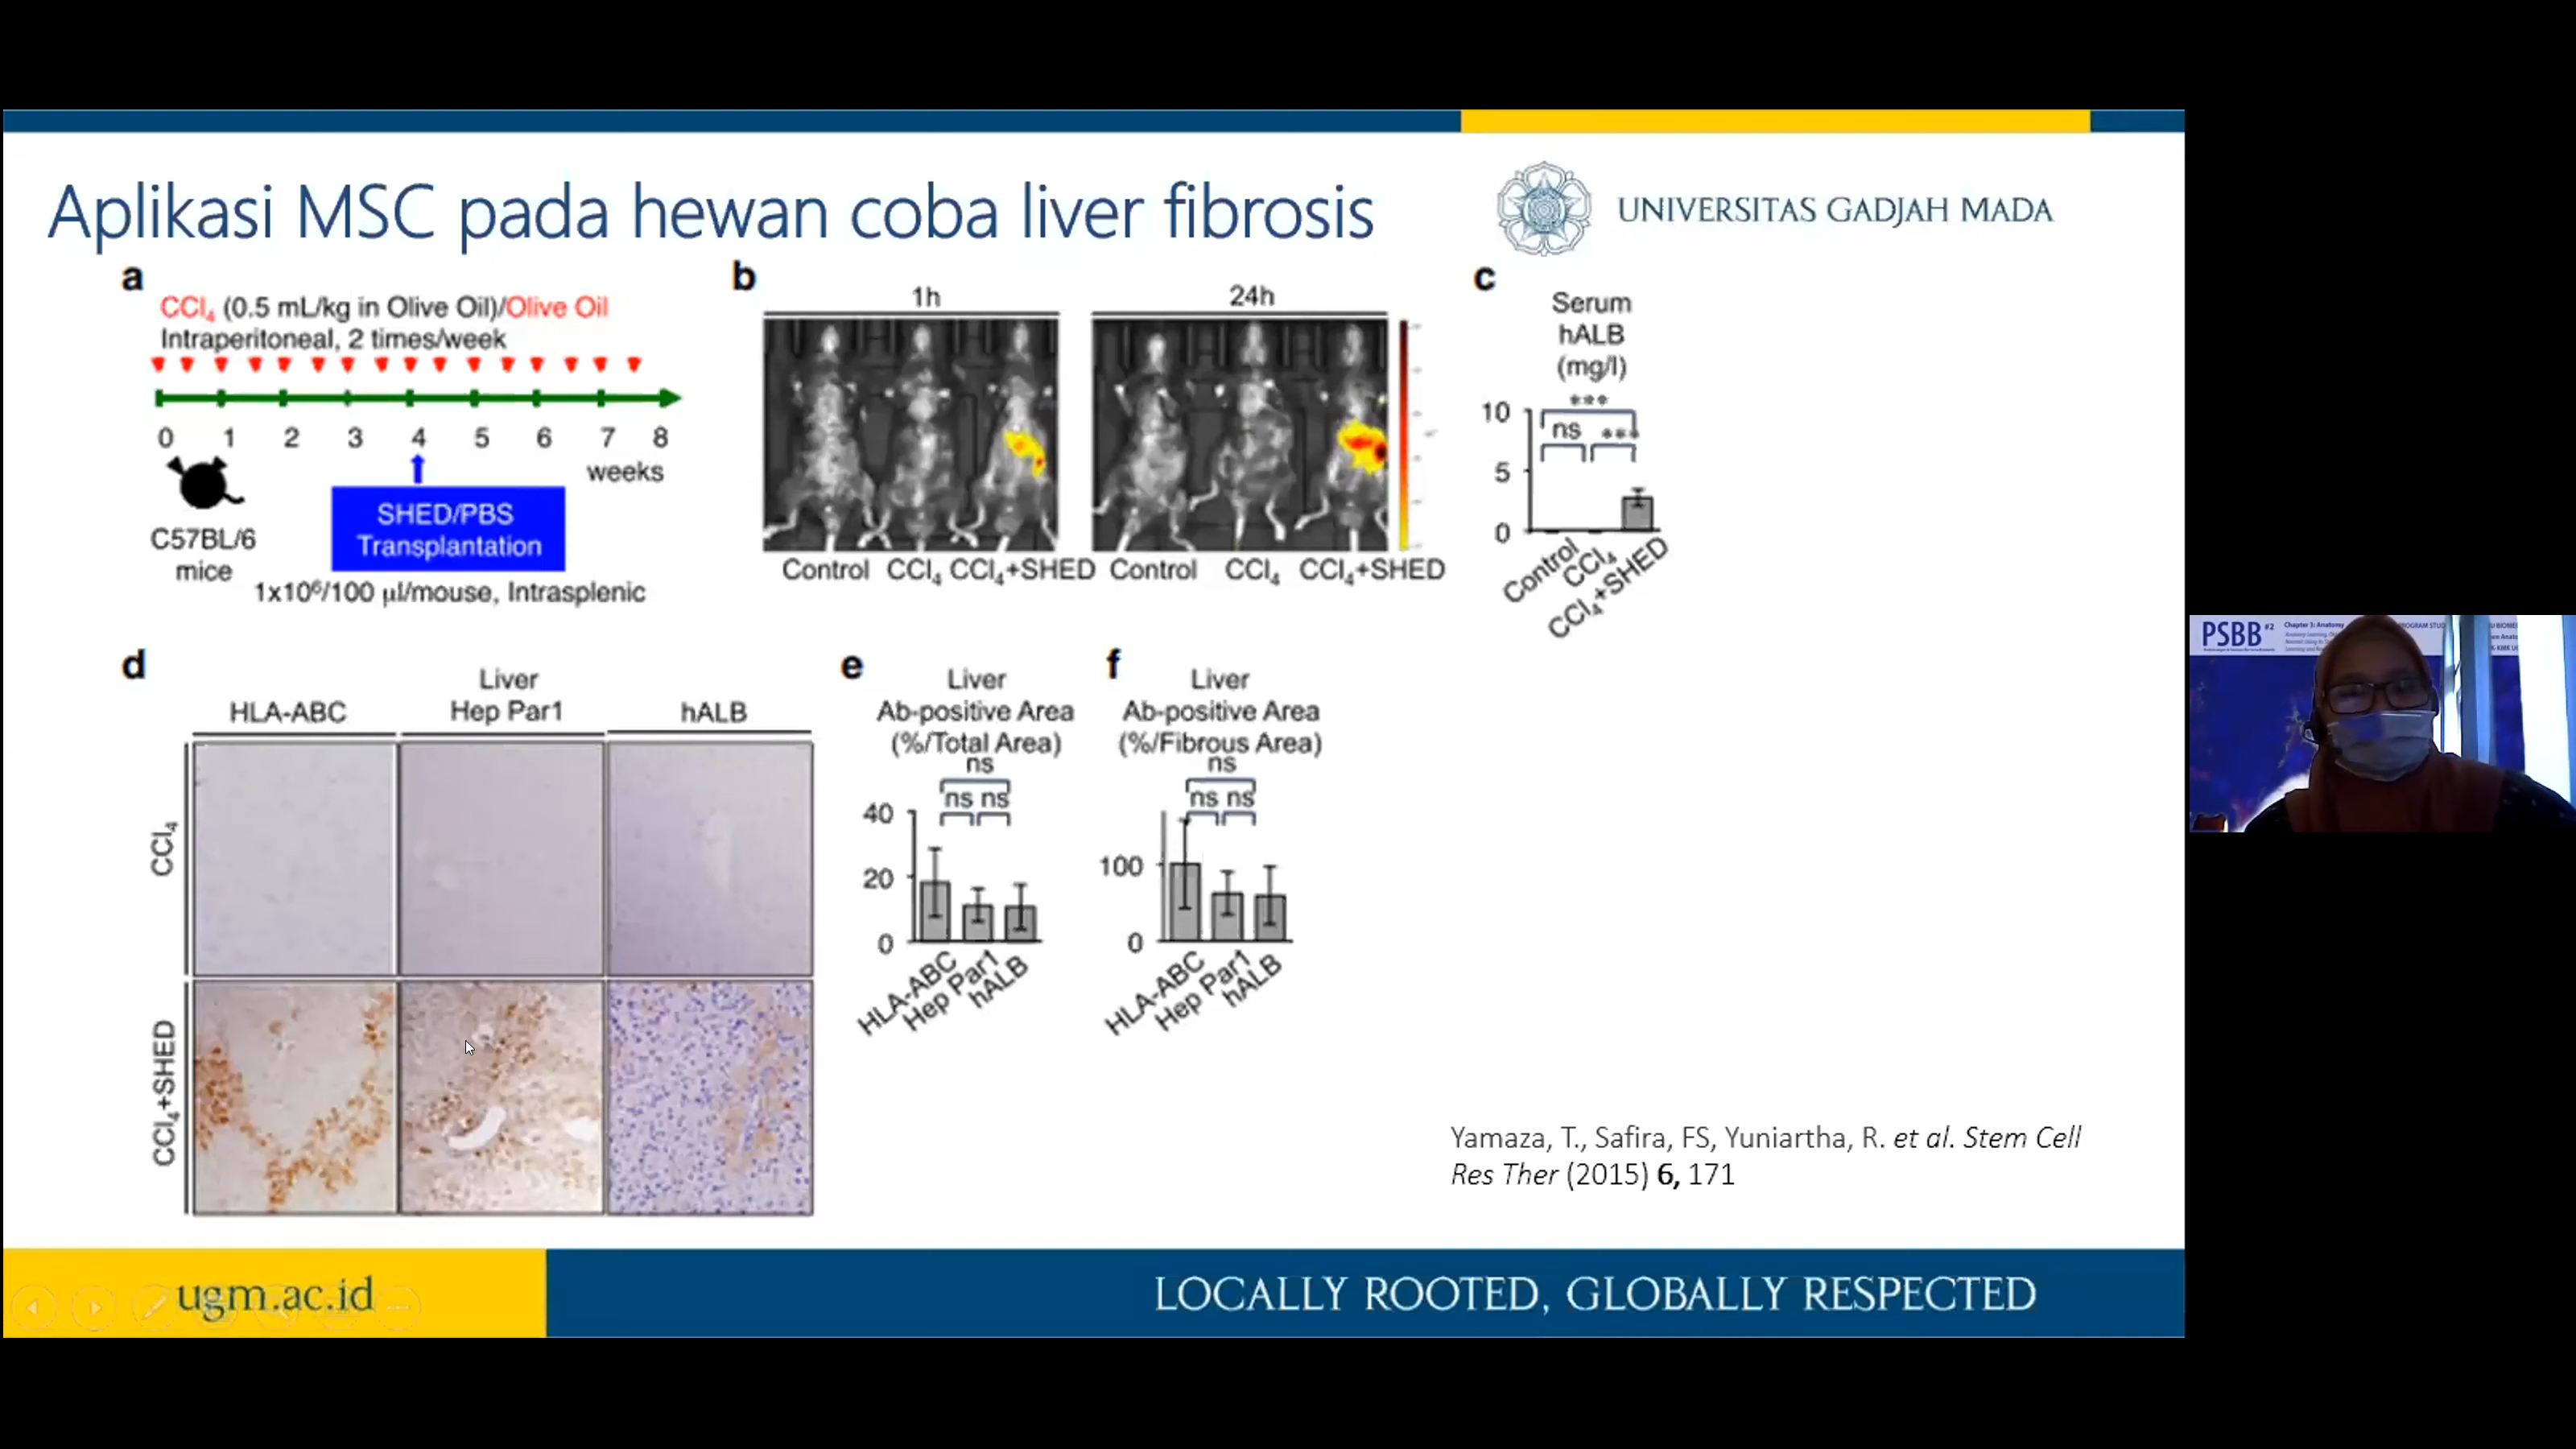 Aplikasi MSC pada hewan coba liver fibrosis
UNIVERSITAS GADJAH MADA
a
CCl₄ (0.5 mL/kg in Olive Oil)/Olive Oil
Intraperitoneal, 2 times/week
0 1 2 3 4 5 6 7 8
weeks
C57BL/6
mice
SHED/PBS
Transplantation
1x10⁶/100 µl/mouse, Intrasplenic
b
1h
24h
Control CCl₄ CCl₄+SHED
Control CCl₄ CCl₄+SHED
c
Serum
hALB
(mg/l)
***
ns ***
10
5
0
Control
CCl₄
CCl₄+SHED
d
HLA-ABC
Liver
Hep Par1
hALB
CCl₄
CCl₄+SHED
e
Liver
Ab-positive Area
(%/Total Area)
ns
ns ns
40
20
0
HLA-ABC
Hep Par1
hALB
f
Liver
Ab-positive Area
(%/Fibrous Area)
ns
ns ns
100
0
HLA-ABC
Hep Par1
hALB
Yamaza, T., Safira, FS, Yuniartha, R. et al. Stem Cell
Res Ther (2015) 6, 171
ugm.ac.id
LOCALLY ROOTED, GLOBALLY RESPECTED
PSBB #2
Chapter 3: Anatomy